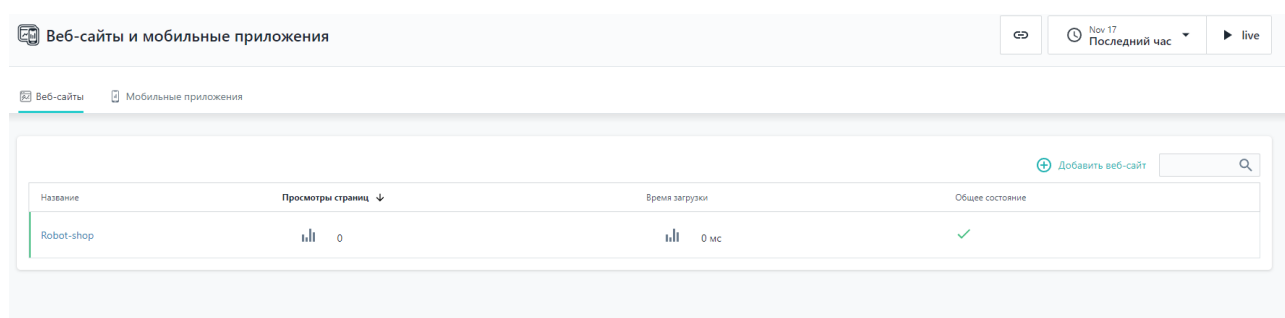 Веб-сайты и мобильные приложения
Nov 17
Последний час
live
Веб-сайты
Мобильные приложения
Добавить веб-сайт
Название
Просмотры страниц
Время загрузки
Общее состояние
Robot-shop
0
0 мс